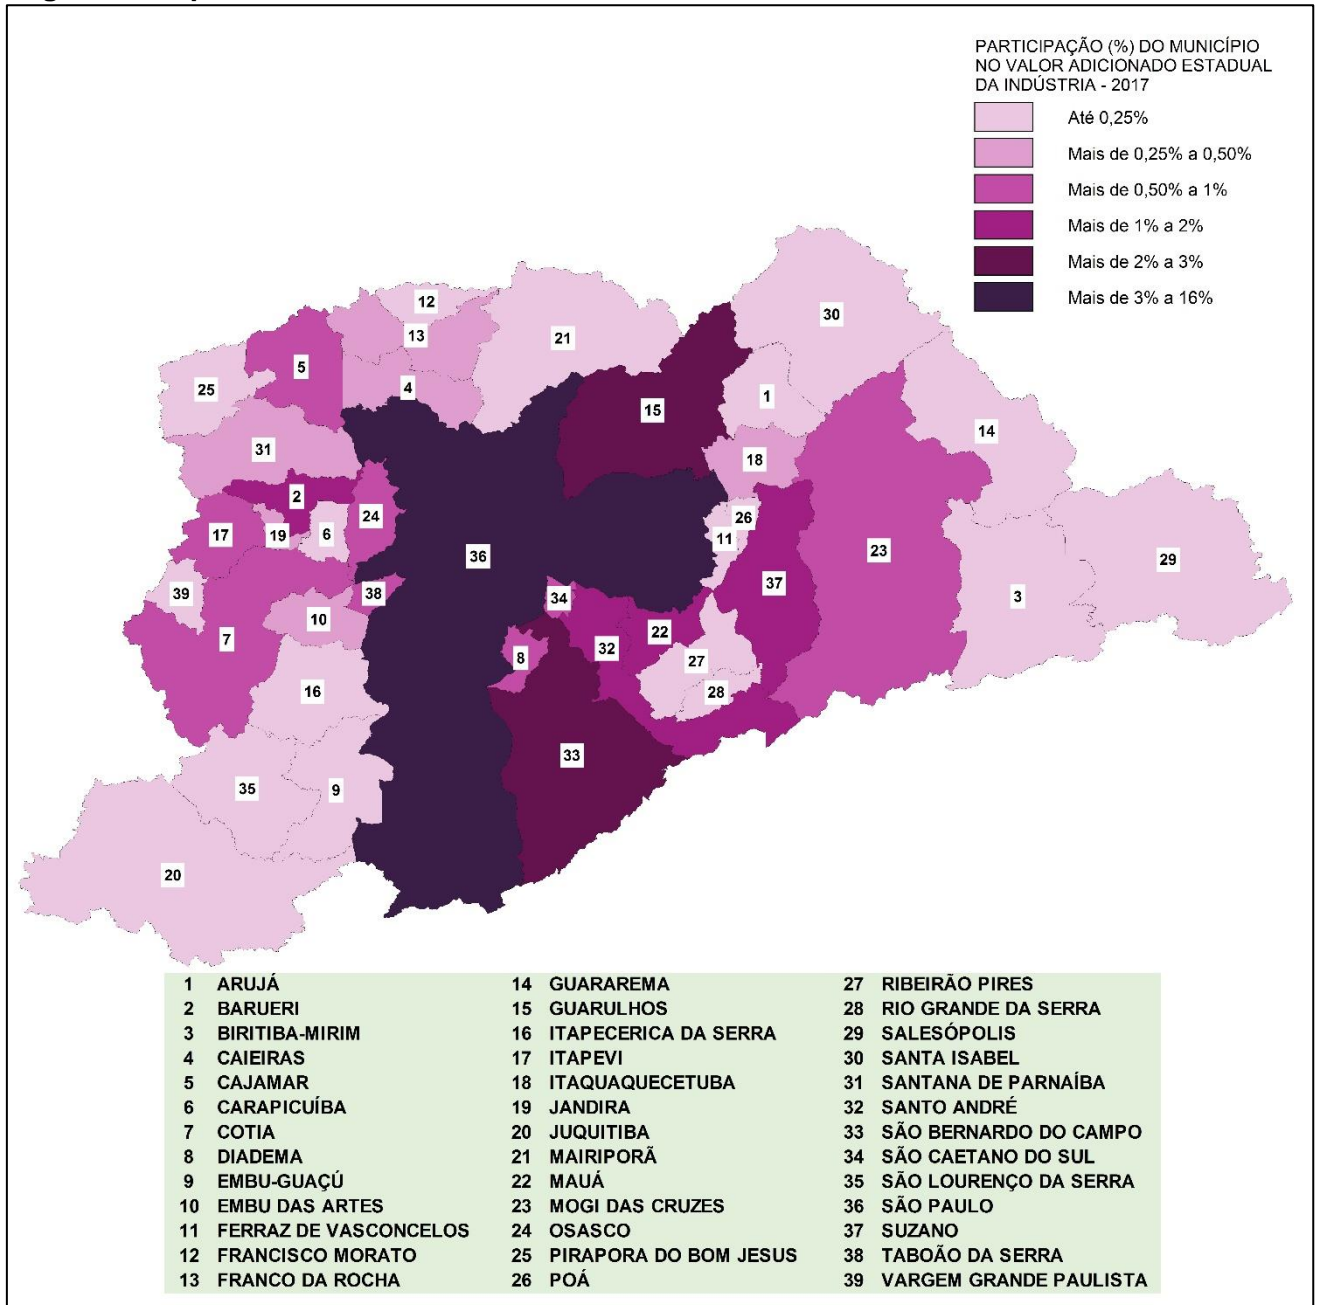 PARTICIPAÇÃO (%) DO MUNICÍPIO
NO VALOR ADICIONADO ESTADUAL
DA INDÚSTRIA - 2017
Até 0,25%
Mais de 0,25% a 0,50%
Mais de 0,50% a 1%
Mais de 1% a 2%
Mais de 2% a 3%
Mais de 3% a 16%
12
30
13
21
5
25
4
1
15
14
31
18
2
24
26
17
19
6
11
36
23
29
37
39
38
34
3
10
7
22
32
8
27
16
28
33
35
9
20
1 ARUJÁ
2 BARUERI
3 BIRITIBA-MIRIM
4 CAIEIRAS
5 CAJAMAR
6 CARAPICUÍBA
7 COTIA
8 DIADEMA
9 EMBU-GUAÇÚ
10 EMBU DAS ARTES
11 FERRAZ DE VASCONCELOS
12 FRANCISCO MORATO
13 FRANCO DA ROCHA
14 GUARAREMA
15 GUARULHOS
16 ITAPECERICA DA SERRA
17 ITAPEVI
18 ITAQUAQUECETUBA
19 JANDIRA
20 JUQUITIBA
21 MAIRIPORÃ
22 MAUÁ
23 MOGI DAS CRUZES
24 OSASCO
25 PIRAPORA DO BOM JESUS
26 POÁ
27 RIBEIRÃO PIRES
28 RIO GRANDE DA SERRA
29 SALESÓPOLIS
30 SANTA ISABEL
31 SANTANA DE PARNAÍBA
32 SANTO ANDRÉ
33 SÃO BERNARDO DO CAMPO
34 SÃO CAETANO DO SUL
35 SÃO LOURENÇO DA SERRA
36 SÃO PAULO
37 SUZANO
38 TABOÃO DA SERRA
39 VARGEM GRANDE PAULISTA